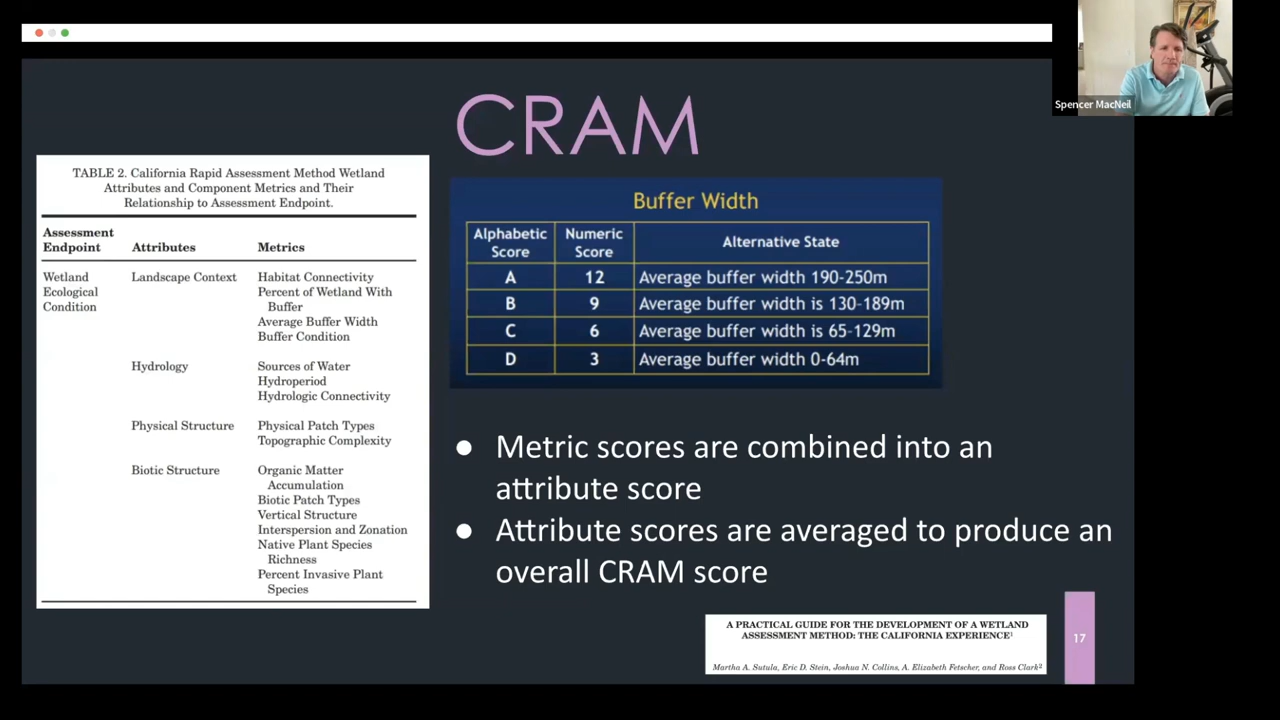 Spencer MacNeil
CRAM
TABLE 2. California Rapid Assessment Method Wetland
Attributes and Component Metrics and Their
Relationship to Assessment Endpoint.
Assessment
Endpoint Attributes Metrics
Wetland Landscape Context Habitat Connectivity
Ecological Percent of Wetland With
Condition Buffer
Average Buffer Width
Buffer Condition
Hydrology Sources of Water
Hydroperiod
Hydrologic Connectivity
Physical Structure Physical Patch Types
Topographic Complexity
Biotic Structure Organic Matter
Accumulation
Biotic Patch Types
Vertical Structure
Interspersion and Zonation
Native Plant Species
Richness
Percent Invasive Plant
Species
Buffer Width
Alphabetic Score Numeric Score Alternative State
A 12 Average buffer width 190-250m
B 9 Average buffer width is 130-189m
C 6 Average buffer width is 65-129m
D 3 Average buffer width 0-64m
● Metric scores are combined into an
attribute score
● Attribute scores are averaged to produce an
overall CRAM score
A PRACTICAL GUIDE FOR THE DEVELOPMENT OF A WETLAND
ASSESSMENT METHOD: THE CALIFORNIA EXPERIENCE¹
Martha A. Sutula, Eric D. Stein, Joshua N. Collins, A. Elizabeth Fetscher, and Ross Clark²
17